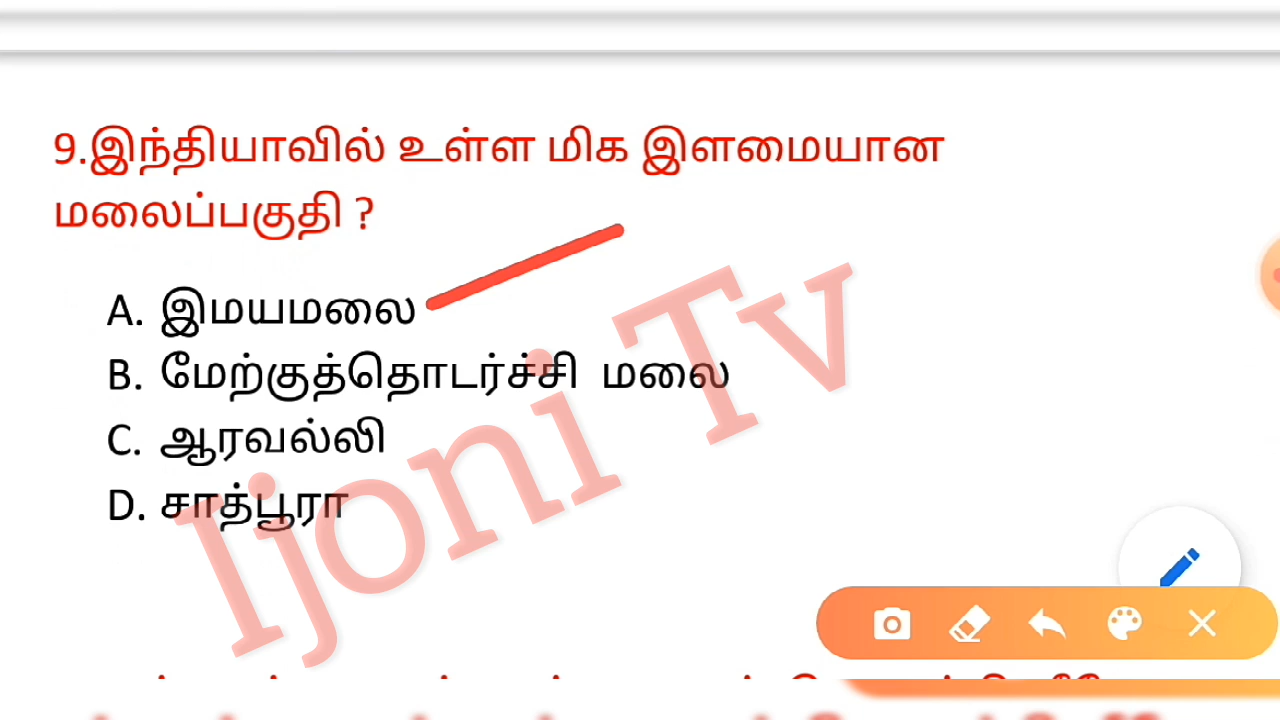 9.இந்தியாவில் உள்ள மிக இளமையான
மலைப்பகுதி ?
A. இமயமலை
B. மேற்குத்தொடர்ச்சி மலை
C. ஆரவல்லி
D. சாத்பூரா
Ijoni Tv